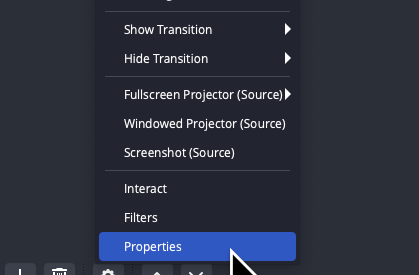 Show Transition
Hide Transition
Fullscreen Projector (Source)
Windowed Projector (Source)
Screenshot (Source)
Interact
Filters
Properties